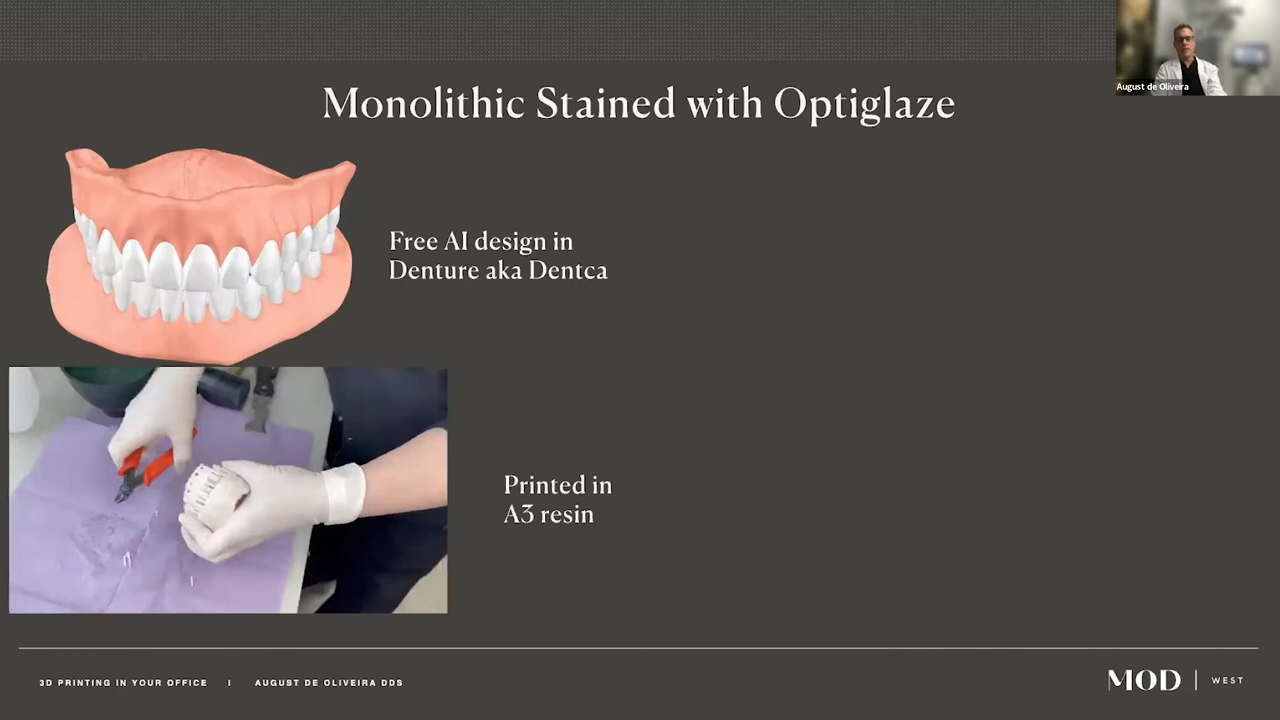 August de Oliveira
Monolithic Stained with Optiglaze
Free AI design in
Denture aka Dentca
Printed in
A3 resin
3D PRINTING IN YOUR OFFICE | AUGUST DE OLIVEIRA DDS
MOD | WEST